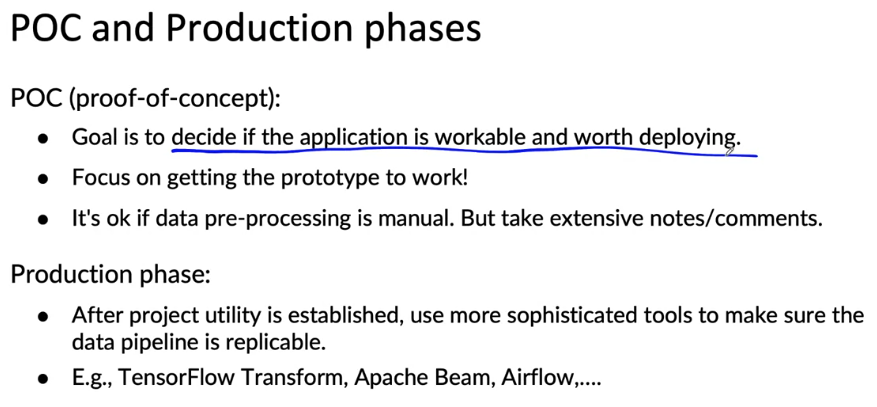 POC and Production phases
POC (proof-of-concept):
● Goal is to decide if the application is workable and worth deploying.
● Focus on getting the prototype to work!
● It's ok if data pre-processing is manual. But take extensive notes/comments.
Production phase:
● After project utility is established, use more sophisticated tools to make sure the
data pipeline is replicable.
● E.g., TensorFlow Transform, Apache Beam, Airflow,....